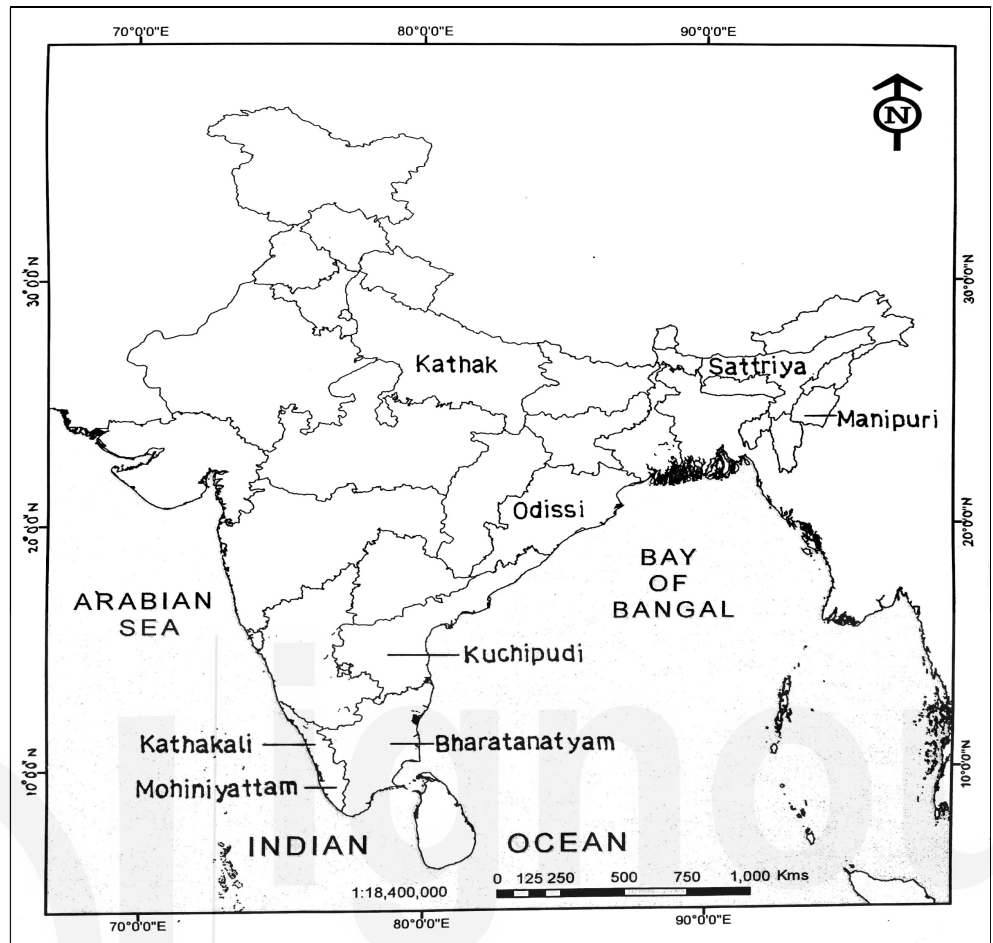 70°0'0"E 80°0'0"E 90°0'0"E
N
30°0'0"N 30°0'0"N
Kathak
Sattriya
Manipuri
Odissi
20°0'0"N 20°0'0"N
BAY
OF
BANGAL
ARABIAN
SEA
Kuchipudi
Kathakali
Bharatanatyam
10°0'0"N 10°0'0"N
Mohiniyattam
INDIAN OCEAN
0 125 250 500 750 1,000 Kms
1:18,400,000
70°0'0"E 80°0'0"E 90°0'0"E
ignou